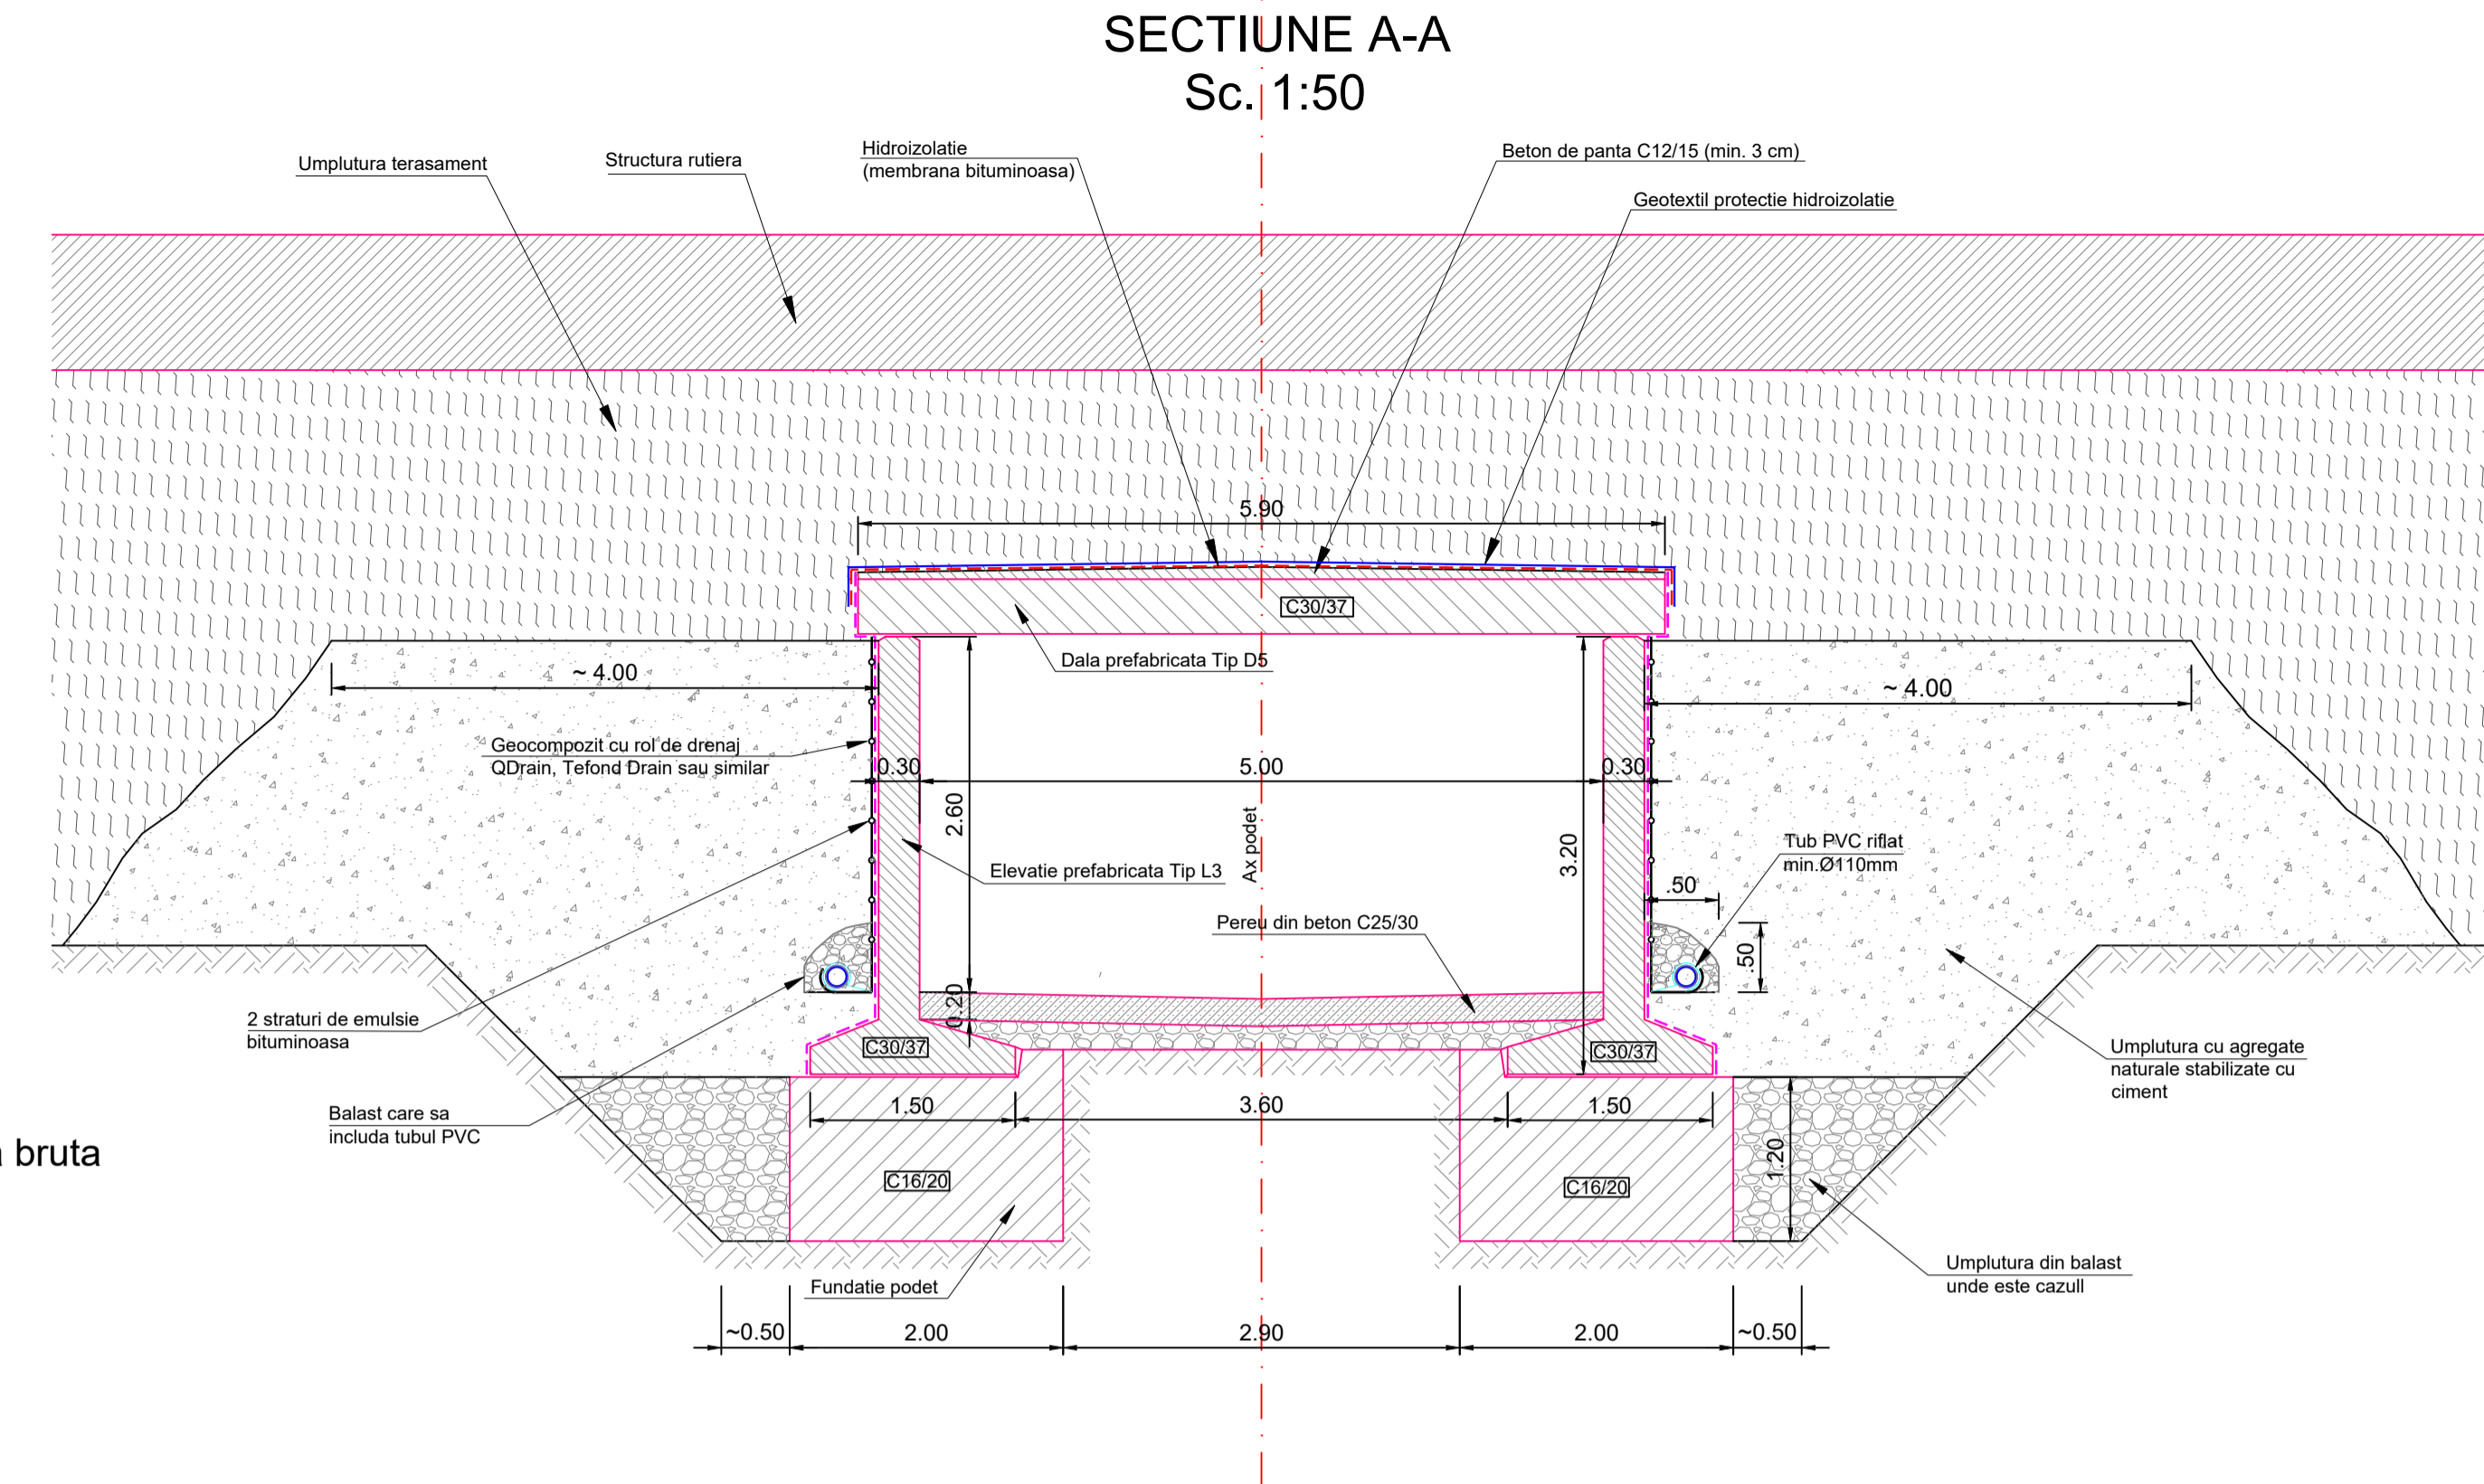 SECTIUNE A-A
Sc. 1:50
Umplutura terasament
Structura rutiera
Hidroizolatie
(membrana bituminoasa)
Beton de panta C12/15 (min. 3 cm)
Geotextil protectie hidroizolatie
5.90
C30/37
Dala prefabricata Tip D5
~ 4.00
~ 4.00
Geocompozit cu rol de drenaj
QDrain, Tefond Drain sau similar
0.30
5.00
0.30
2.60
Ax podet
3.20
Tub PVC riflat
min.Ø110mm
Elevatie prefabricata Tip L3
.50
Pereu din beton C25/30
.50
0.20
2 straturi de emulsie
bituminoasa
C30/37
C30/37
Umplutura cu agregate
naturale stabilizate cu
ciment
Balast care sa
includa tubul PVC
1.50
3.60
1.50
a bruta
1.20
C16/20
C16/20
Umplutura din balast
unde este cazull
Fundatie podet
~0.50
2.00
2.90
2.00
~0.50